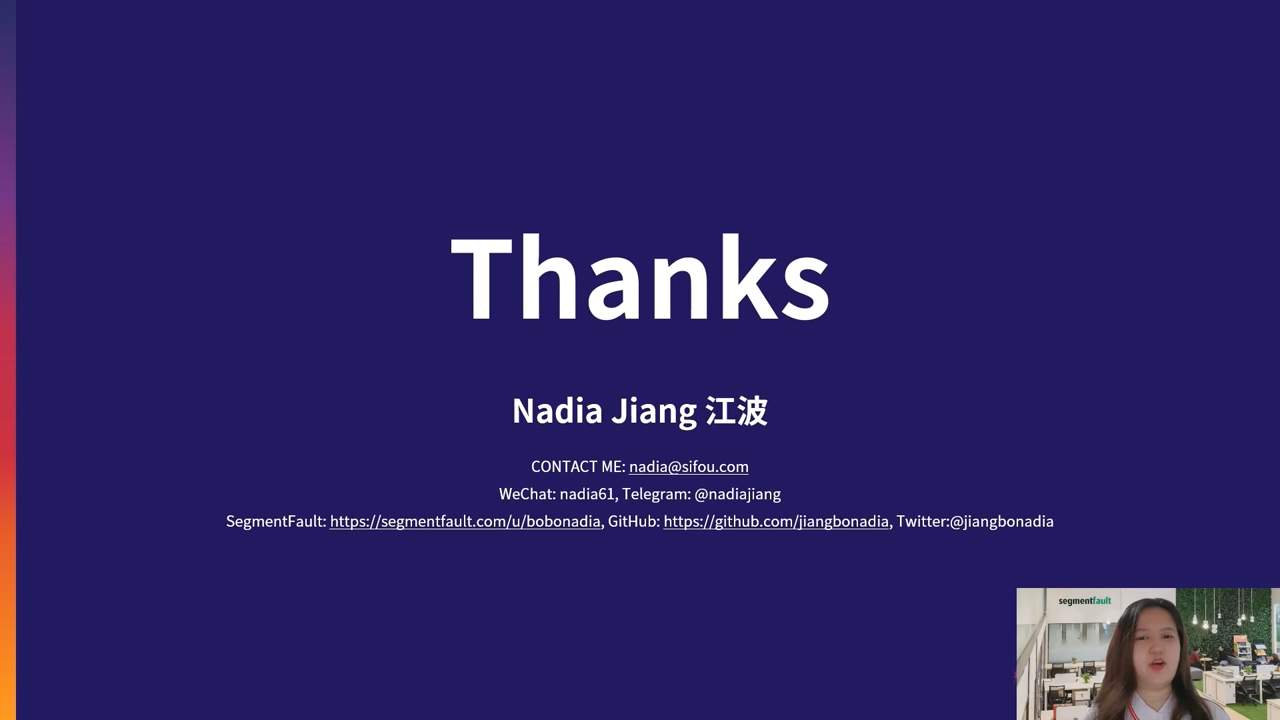 Thanks
Nadia Jiang 江波
CONTACT ME: nadia@sifou.com
WeChat: nadia61, Telegram: @nadiajiang
SegmentFault: https://segmentfault.com/u/bobonadia, GitHub: https://github.com/jiangbonadia, Twitter:@jiangbonadia
segmentfault